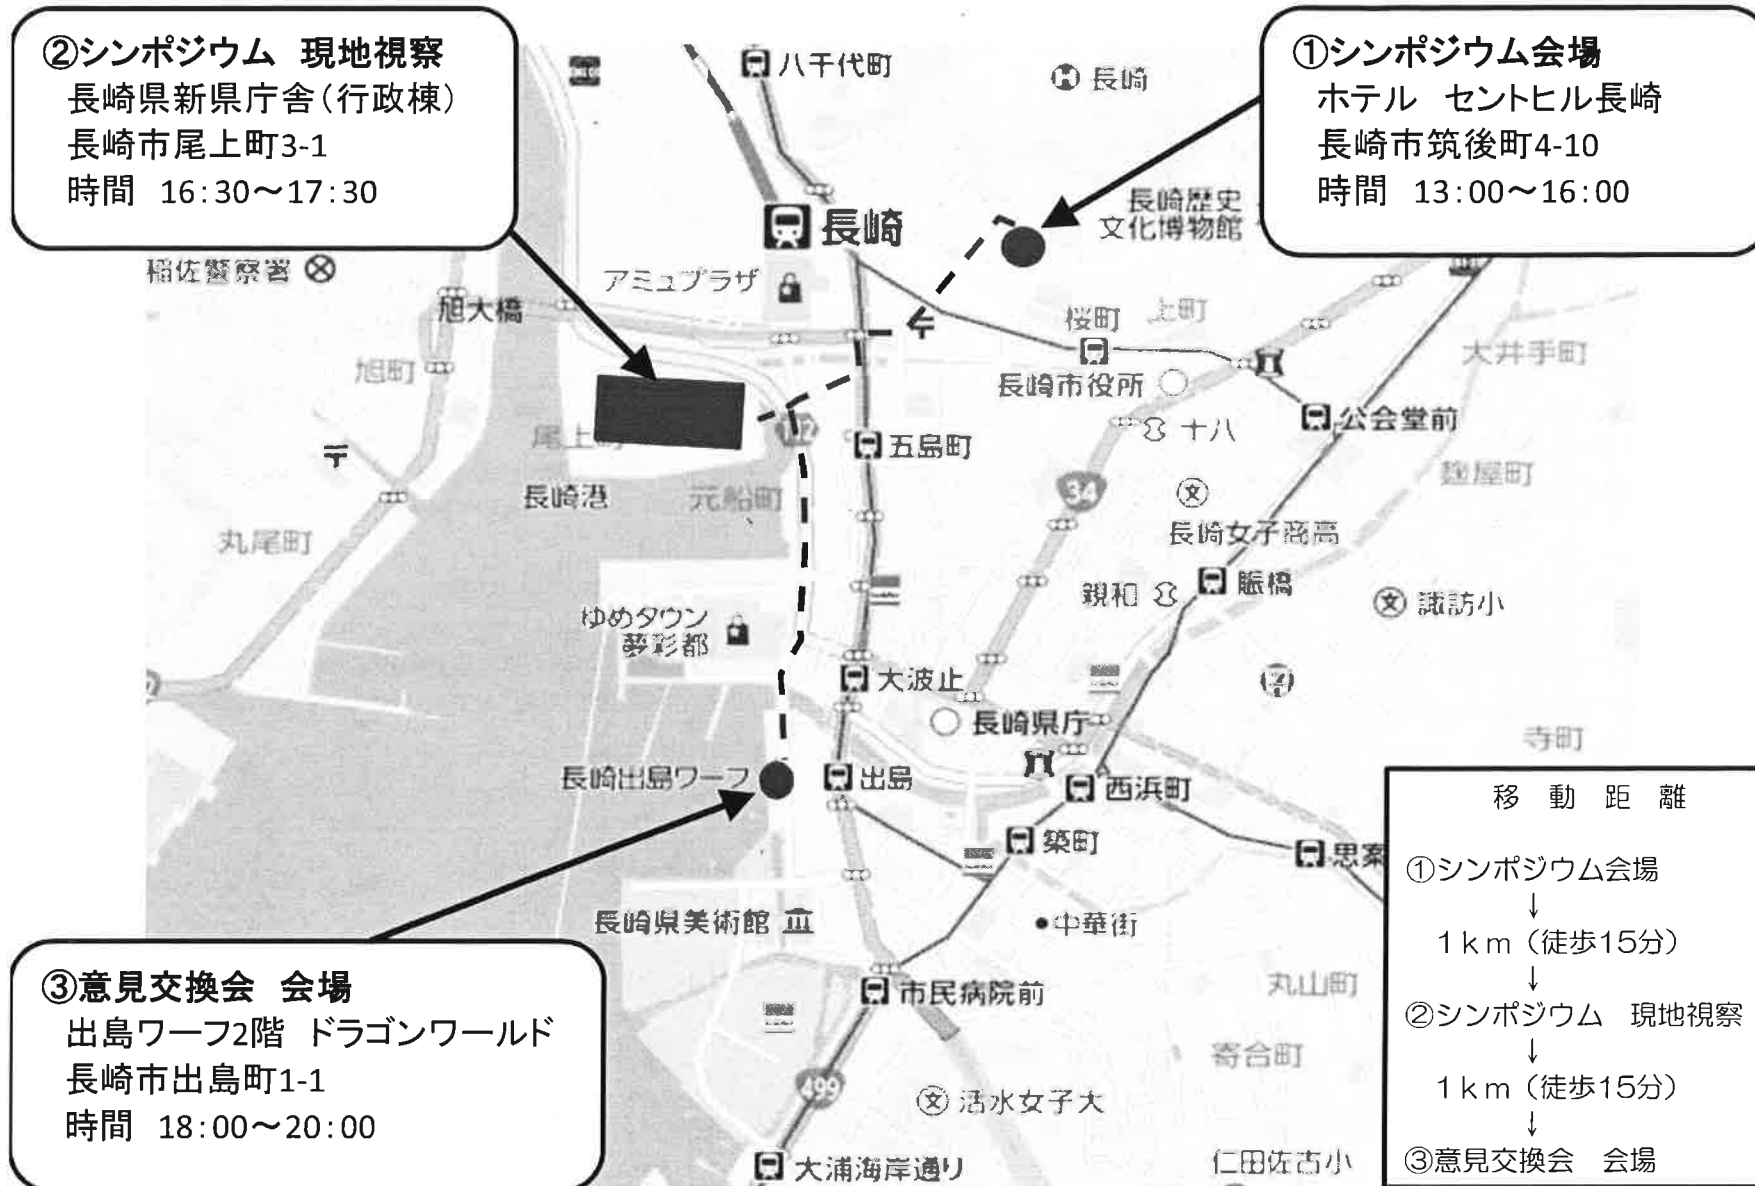 ②シンポジウム 現地視察
長崎県新県庁舎(行政棟)
長崎市尾上町3-1
時間 16:30～17:30
①シンポジウム会場
ホテル セントヒル長崎
長崎市筑後町4-10
時間 13:00～16:00
八千代町
長崎
長崎歴史
文化博物館
長崎
稲佐警察署
アミュプラザ
旭大橋
桜町
上町
旭町
長崎市役所
大井手町
公会堂前
十八
尾上
五島町
長崎港
元船町
34
麹屋町
丸尾町
長崎女子商高
親和
賑橋
諏訪小
ゆめタウン
夢彩都
大波止
長崎県庁
寺町
長崎出島ワーフ
出島
西浜町
築町
思案
長崎県美術館
中華街
市民病院前
丸山町
寄合町
499
活水女子大
大浦海岸通り
仁田佐古小
③意見交換会 会場
出島ワーフ2階 ドラゴンワールド
長崎市出島町1-1
時間 18:00～20:00
移動距離
①シンポジウム会場
↓
1km(徒歩15分)
↓
②シンポジウム 現地視察
↓
1km(徒歩15分)
↓
③意見交換会 会場